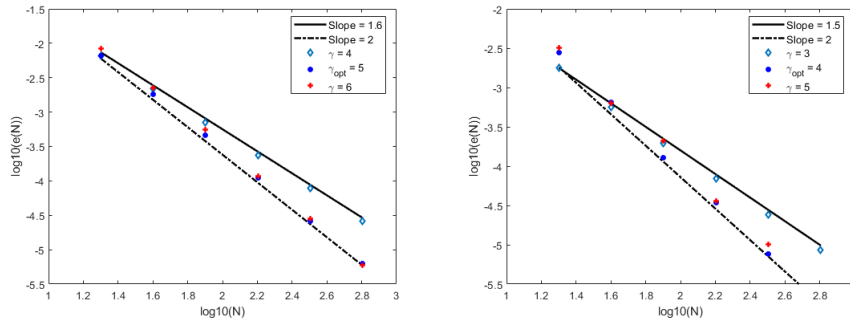 -1.5
-2
-2.5
-3
-3.5
-4
-4.5
-5
-5.5
log10(e(N))
1
1.2
1.4
1.6
1.8
2
2.2
2.4
2.6
2.8
3
log10(N)
Slope = 1.6
Slope = 2
γ = 4
γopt = 5
γ = 6
-2
-2.5
-3
-3.5
-4
-4.5
-5
-5.5
log10(e(N))
1
1.2
1.4
1.6
1.8
2
2.2
2.4
2.6
2.8
log10(N)
Slope = 1.5
Slope = 2
γ = 3
γopt = 4
γ = 5